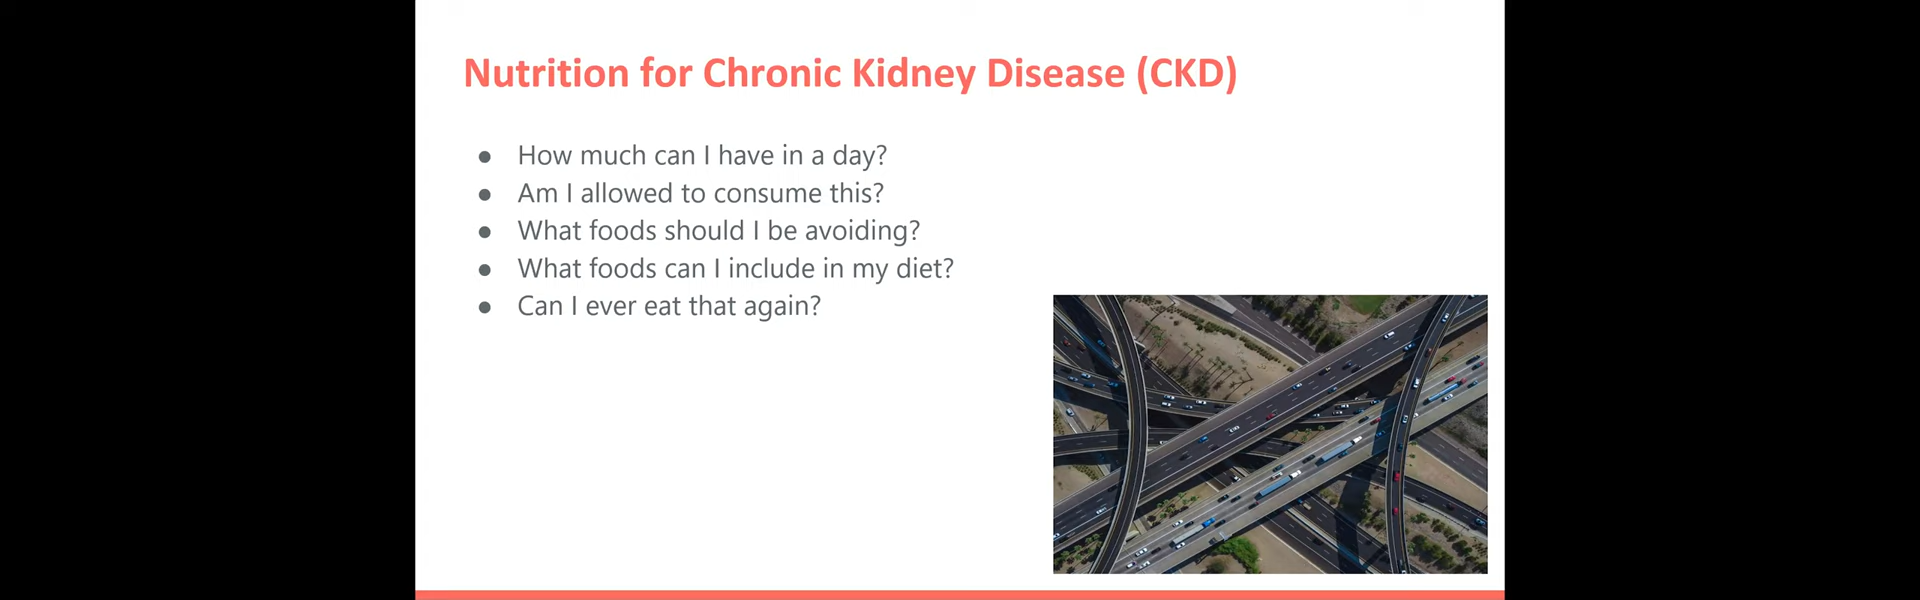 Nutrition for Chronic Kidney Disease (CKD)
● How much can I have in a day?
● Am I allowed to consume this?
● What foods should I be avoiding?
● What foods can I include in my diet?
● Can I ever eat that again?